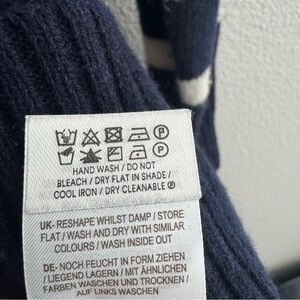 HAND WASH / DO NOT
BLEACH / DRY FLAT IN SHADE /
COOL IRON / DRY CLEANABLE Ⓟ
UK- RESHAPE WHILST DAMP / STORE
FLAT / WASH AND DRY WITH SIMILAR
COLOURS / WASH INSIDE OUT
DE- NOCH FEUCHT IN FORM ZIEHEN
/ LIEGEND LAGERN / MIT ÄHNLICHEN
FARBEN WASCHEN UND TROCKNEN
/ AUF LINKS WASCHEN